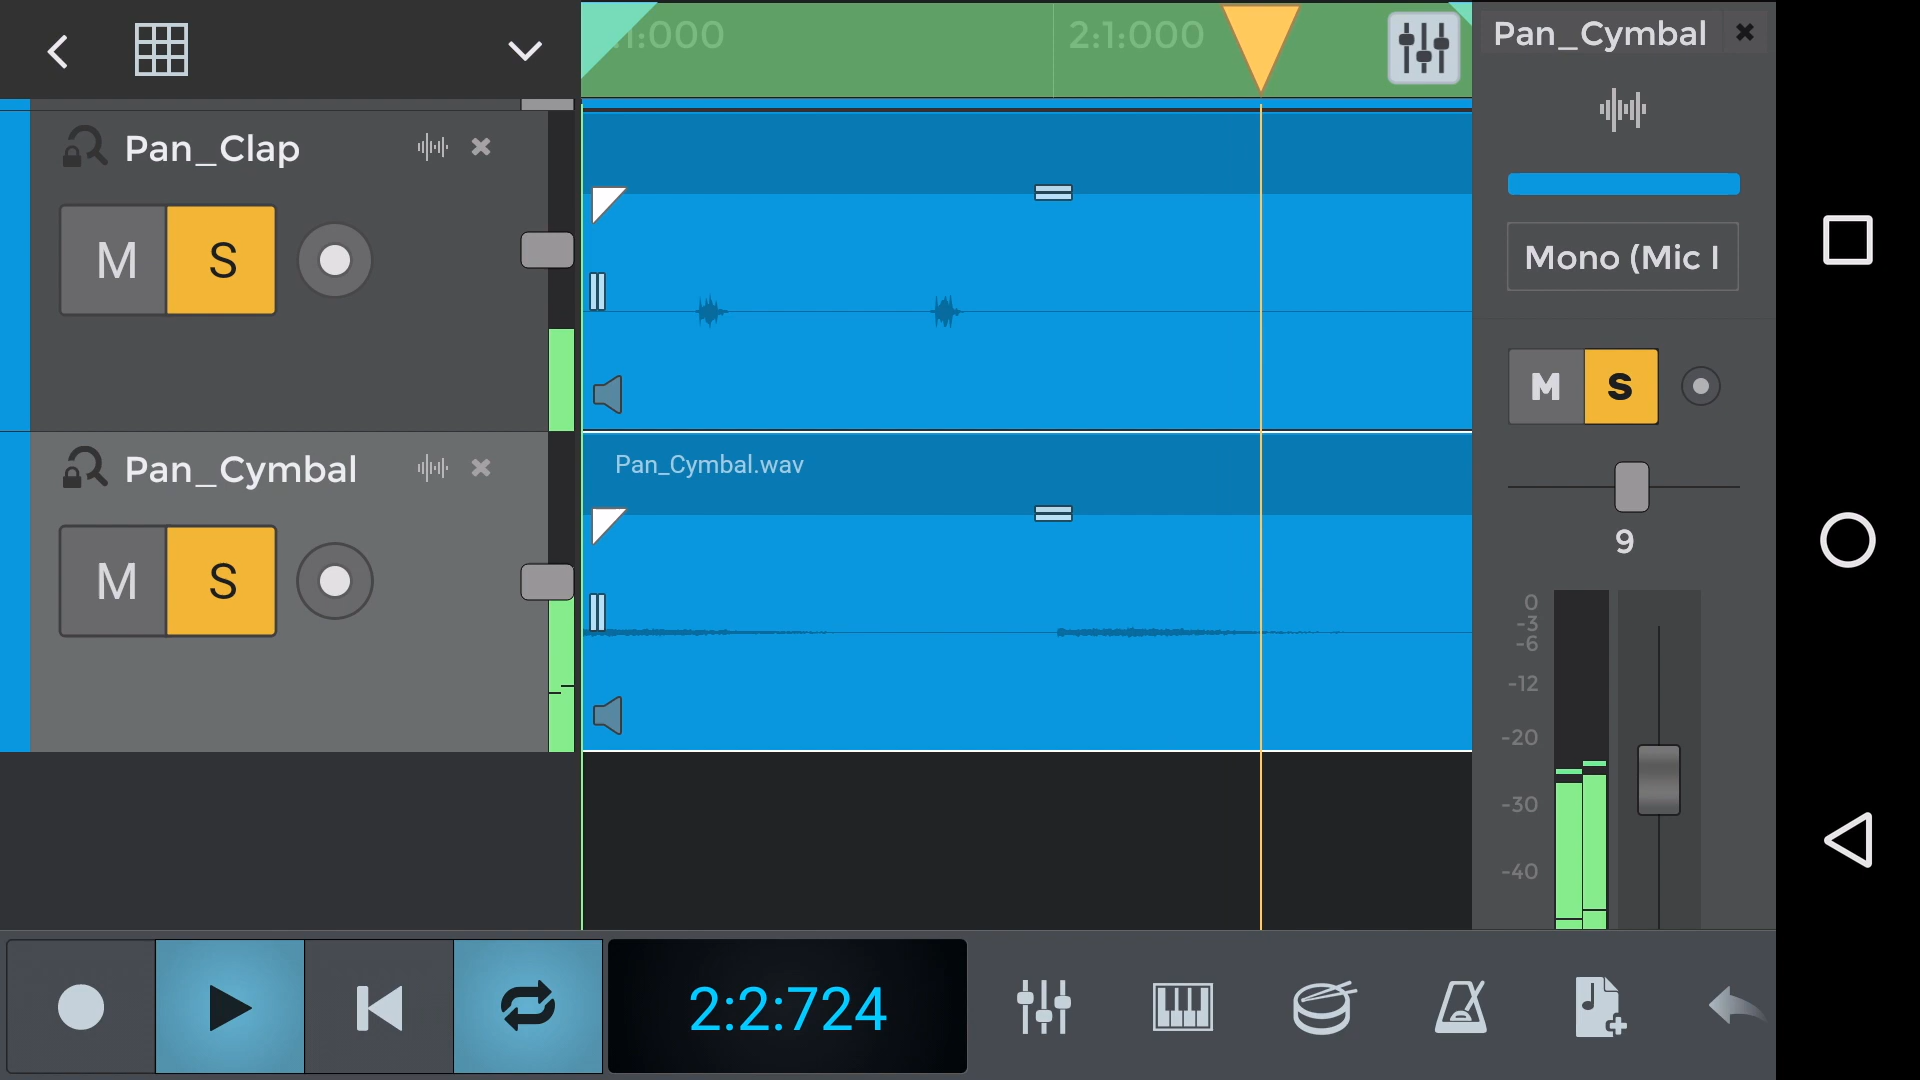 1:000
2:1:000
Pan_Cymbal
Pan_Clap
M S
Mono (Mic I
M S
Pan_Cymbal
Pan_Cymbal.wav
M S
9
0
-3
-6
-12
-20
-30
-40
2:2:724